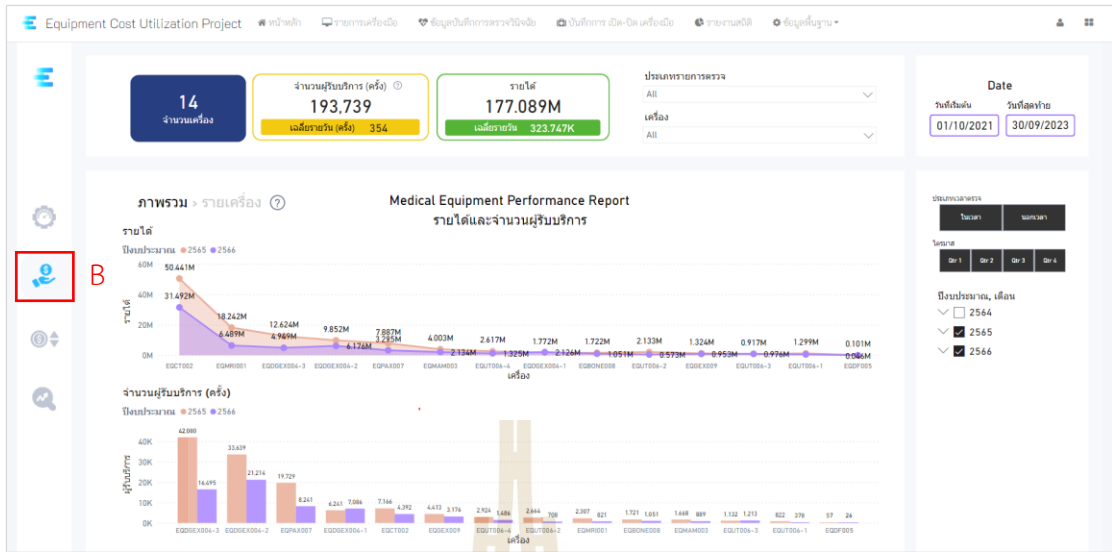 Equipment Cost Utilization Project หน้าหลัก รายการเครื่องมือ ข้อมูลบันทึกการตรวจวินิจฉัย บันทึกการ เปิด-ปิด เครื่องมือ รายงานสถิติ ข้อมูลพื้นฐาน
14
จำนวนเครื่อง
จำนวนผู้รับบริการ (ครั้ง)
193,739
เฉลี่ยรายวัน (ครั้ง) 354
รายได้
177.089M
เฉลี่ยรายวัน 323.747K
ประเภทรายการตรวจ
All
เครื่อง
All
Date
วันที่เริ่มต้น วันที่สุดท้าย
01/10/2021 30/09/2023
B
ภาพรวม > รายเครื่อง ?
Medical Equipment Performance Report
รายได้และจำนวนผู้รับบริการ
รายได้
ปีงบประมาณ 2565 2566
60M
40M
20M
0M
รายได้
50.441M 18.242M 12.624M 9.852M 7.887M 4.003M 2.617M 1.772M 1.722M 2.133M 1.324M 0.917M 1.299M 0.101M
31.492M 6.489M 4.949M 6.176M 3.295M 2.134M 1.325M 2.126M 1.051M 0.573M 0.953M 0.976M 0.046M
EQCT002 EQMRI001 EQDGEX004-3 EQDGEX004-2 EQPAX007 EQMAM003 EQUT006-4 EQDGEX004-1 EQBONE008 EQUT006-2 EQGEX009 EQUT006-3 EQUT006-1 EQDF005
เครื่อง
จำนวนผู้รับบริการ (ครั้ง)
ปีงบประมาณ 2565 2566
40K
30K
20K
10K
0K
ผู้รับบริการ
33.639 19.729 6.241 7.166 4.413 2.924 2.644 2.307 1.721 1.668 1.132 822 57
16.495 21.214 8.241 7.086 4.392 3.176 1.486 708 821 1.051 889 1.213 378 26
EQDGEX004-3 EQDGEX004-2 EQPAX007 EQDGEX004-1 EQCT002 EQGEX009 EQUT006-4 EQUT006-2 EQMRI001 EQBONE008 EQMAM003 EQUT006-3 EQUT006-1 EQDF005
เครื่อง
ประเภทเวลาตรวจ
ในเวลา นอกเวลา
ไตรมาส
Qtr 1 Qtr 2 Qtr 3 Qtr 4
ปีงบประมาณ, เดือน
2564
2565
2566